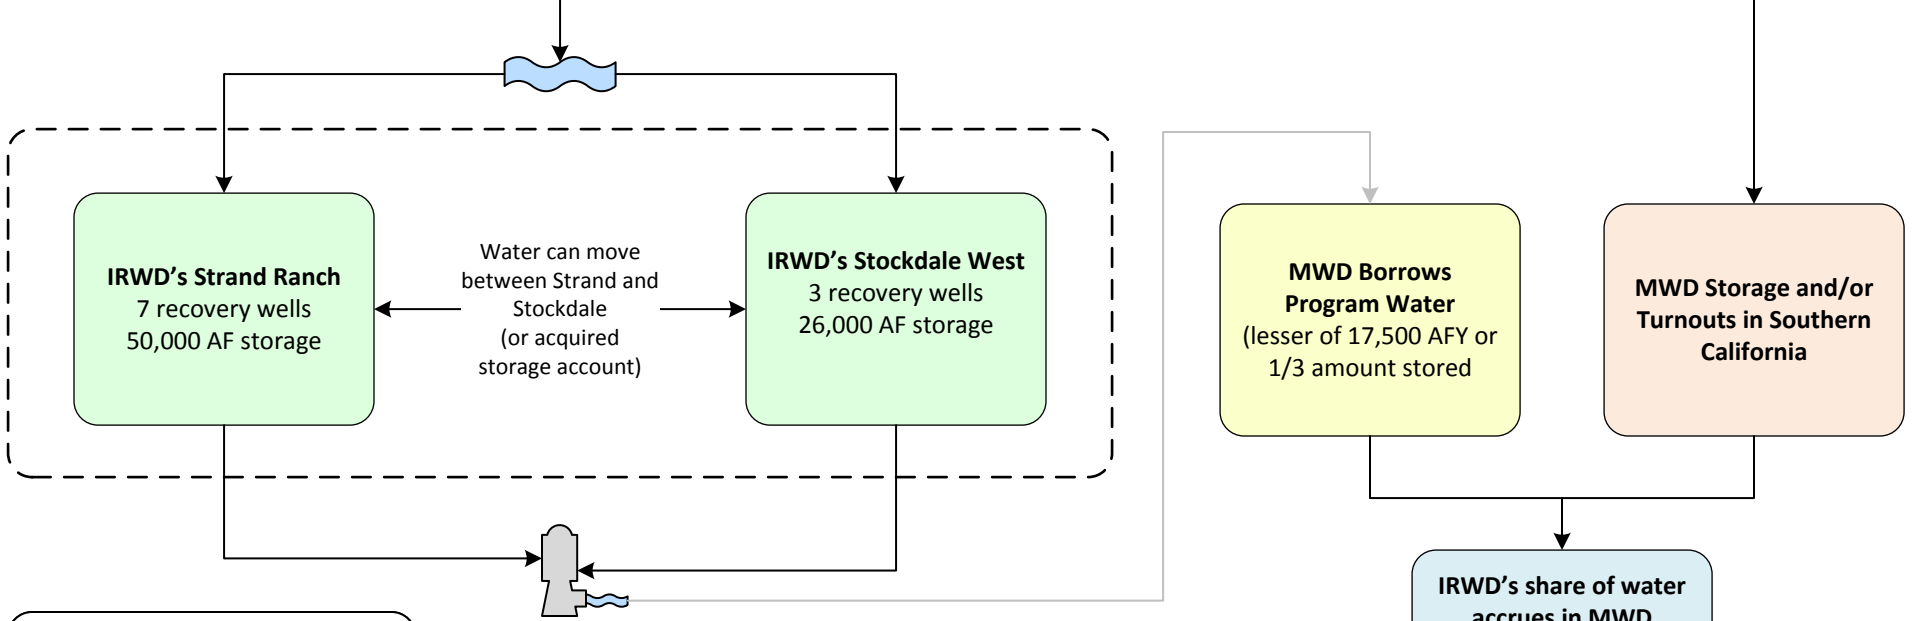 IRWD's Strand Ranch
7 recovery wells
50,000 AF storage
Water can move
between Strand and
Stockdale
(or acquired
storage account)
IRWD's Stockdale West
3 recovery wells
26,000 AF storage
MWD Borrows
Program Water
(lesser of 17,500 AFY or
1/3 amount stored
MWD Storage and/or
Turnouts in Southern
California
IRWD's share of water
accrues in MWD